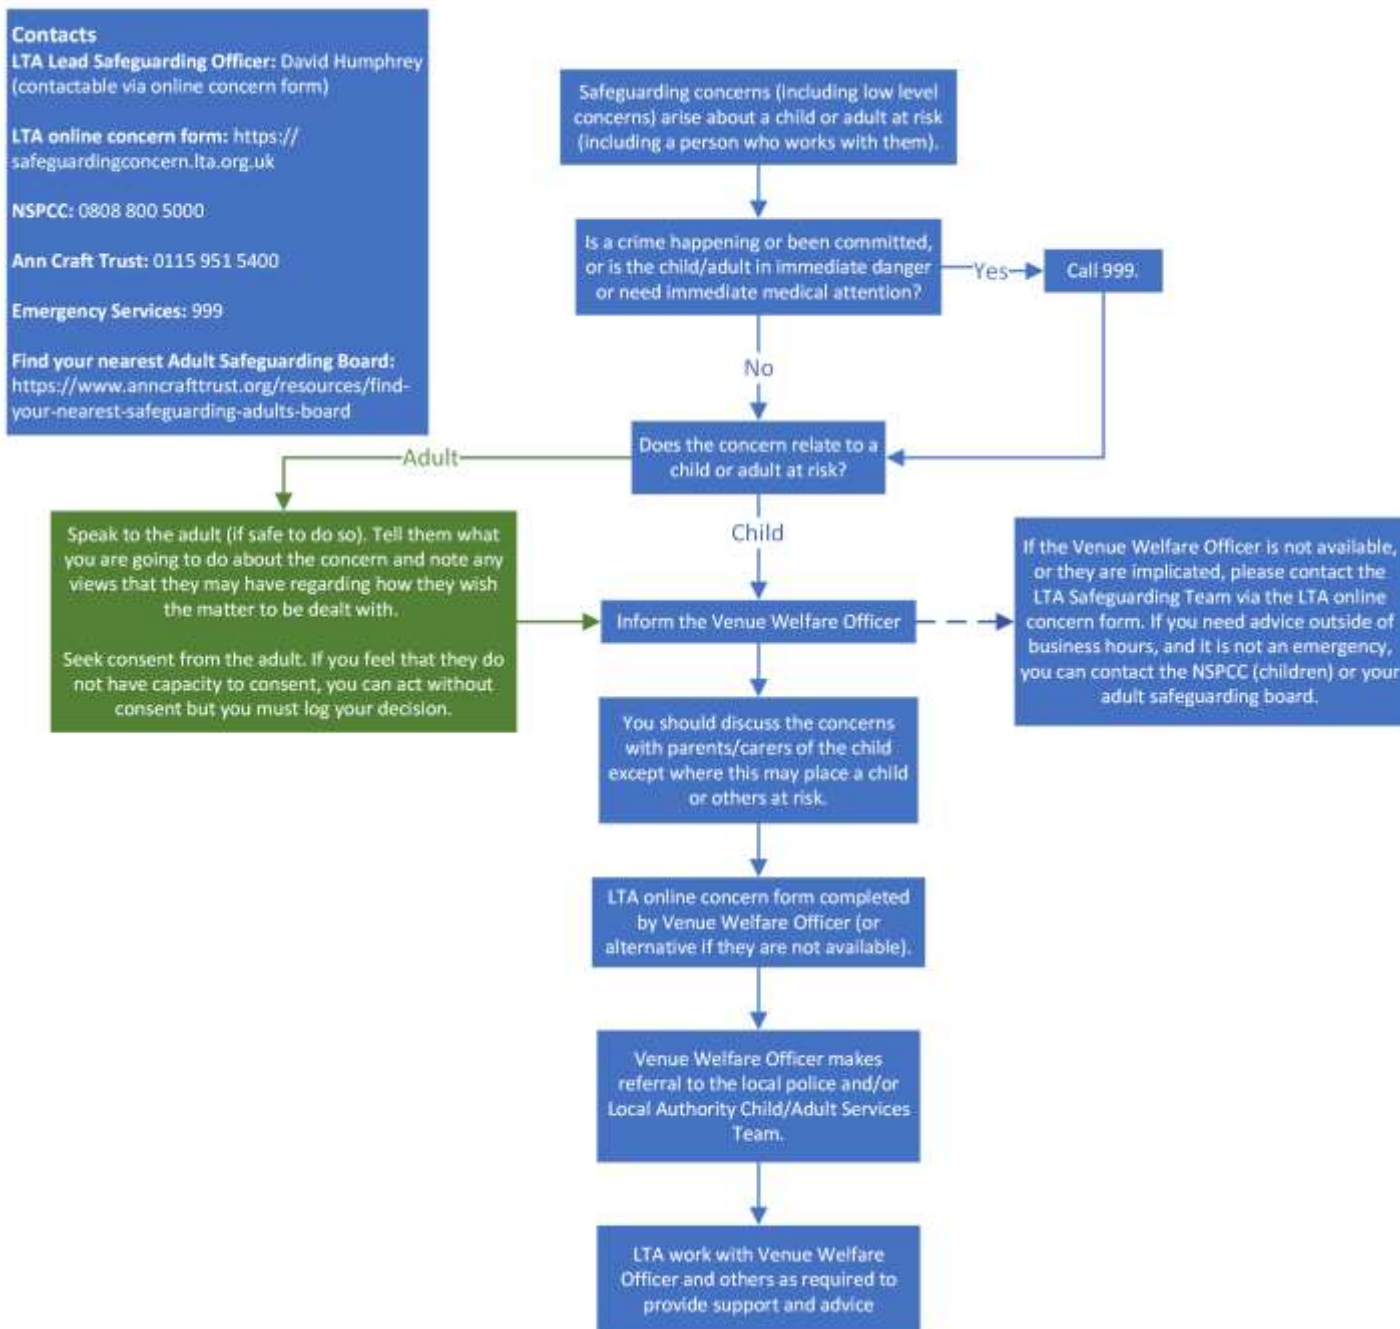 Contacts
LTA Lead Safeguarding Officer: David Humphrey
(contactable via online concern form)
LTA online concern form: https://
safeguardingconcern.lta.org.uk
NSPCC: 0808 800 5000
Ann Craft Trust: 0115 951 5400
Emergency Services: 999
Find your nearest Adult Safeguarding Board:
https://www.anncrafttrust.org/resources/find-
your-nearest-safeguarding-adults-board
Safeguarding concerns (including low level
concerns) arise about a child or adult at risk
(including a person who works with them).
Is a crime happening or been committed,
or is the child/adult in immediate danger
or need immediate medical attention?
Yes
Call 999.
No
Does the concern relate to a
child or adult at risk?
Adult
Speak to the adult (if safe to do so). Tell them what
you are going to do about the concern and note any
views that they may have regarding how they wish
the matter to be dealt with.
Seek consent from the adult. If you feel that they do
not have capacity to consent, you can act without
consent but you must log your decision.
Child
Inform the Venue Welfare Officer
If the Venue Welfare Officer is not available,
or they are implicated, please contact the
LTA Safeguarding Team via the LTA online
concern form. If you need advice outside of
business hours, and it is not an emergency,
you can contact the NSPCC (children) or your
adult safeguarding board.
You should discuss the concerns
with parents/carers of the child
except where this may place a child
or others at risk.
LTA online concern form completed
by Venue Welfare Officer (or
alternative if they are not available).
Venue Welfare Officer makes
referral to the local police and/or
Local Authority Child/Adult Services
Team.
LTA work with Venue Welfare
Officer and others as required to
provide support and advice